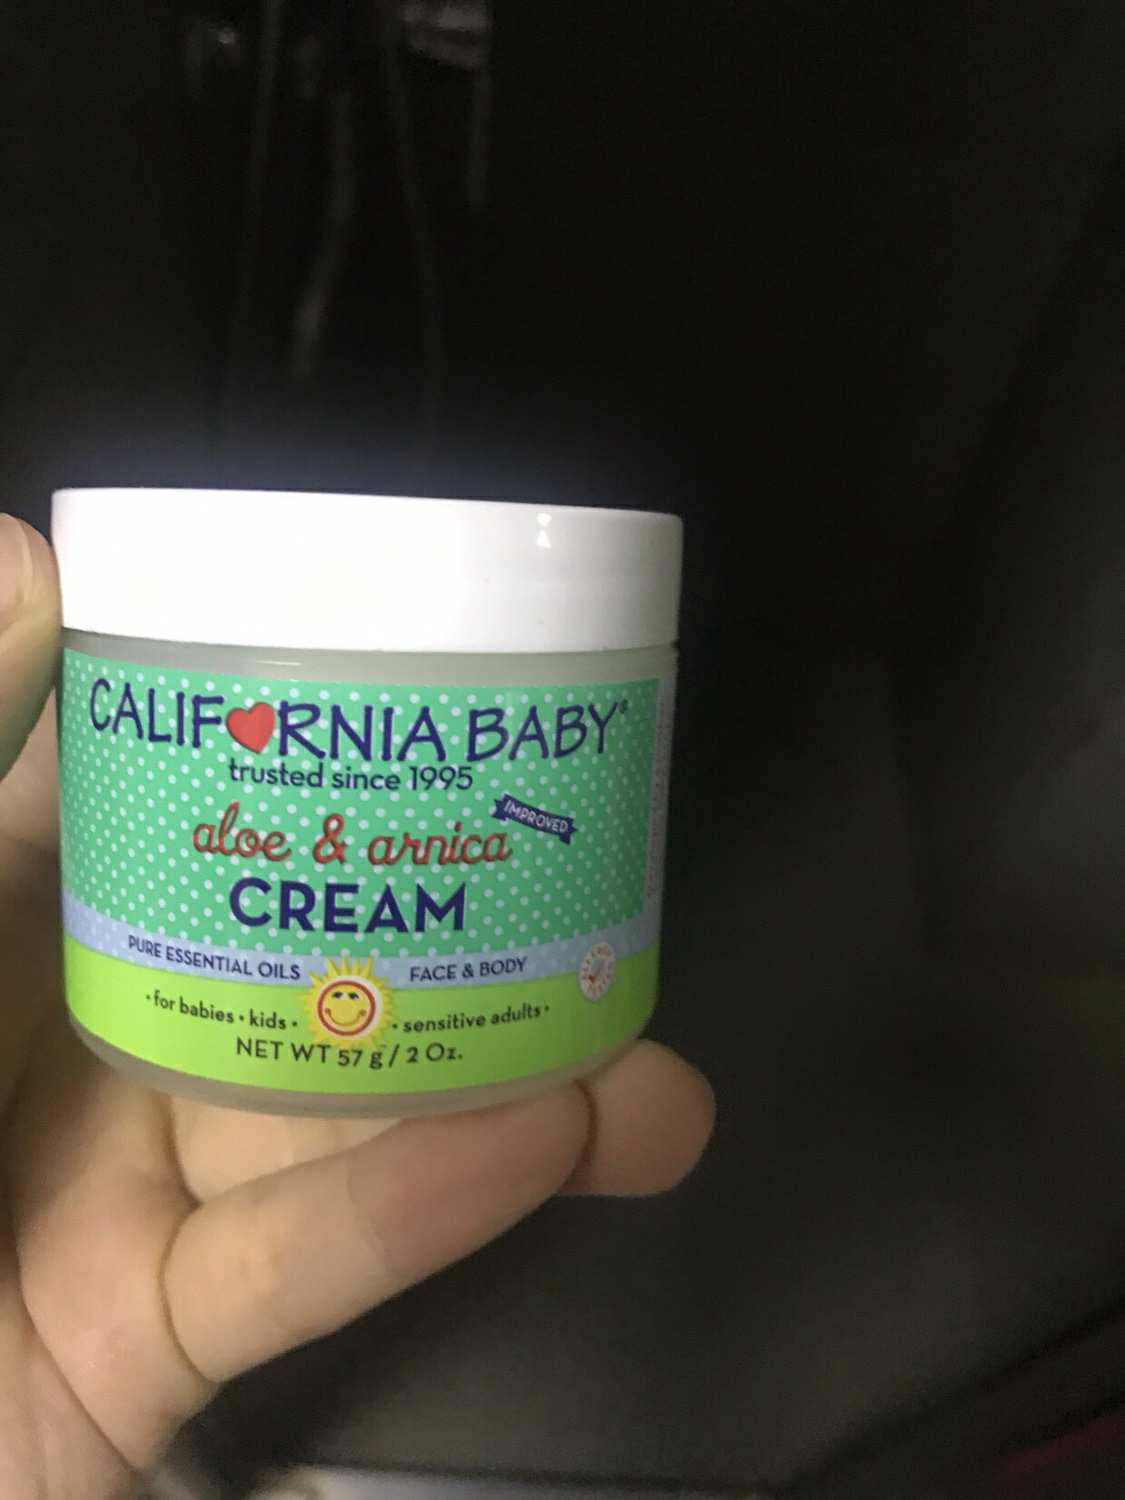 CALIFORNIA BABY®
trusted since 1995
IMPROVED
aloe & arnica
CREAM
PURE ESSENTIAL OILS
FACE & BODY
• for babies • kids •
• sensitive adults •
NET WT 57 g / 2 Oz.